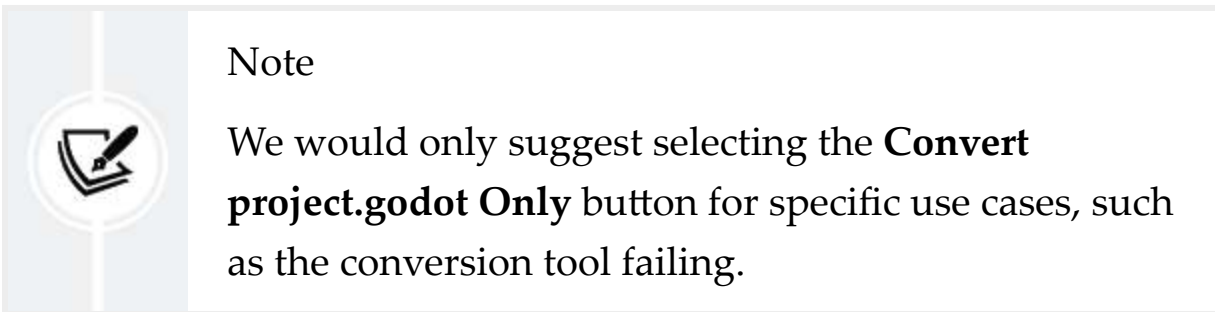 Note
We would only suggest selecting the Convert
project.godot Only button for specific use cases, such
as the conversion tool failing.